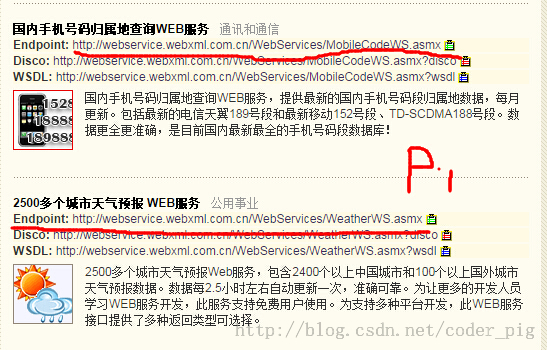 国内手机号码归属地查询WEB服务 通讯和通信
Endpoint: http://webservice.webxml.com.cn/WebServices/MobileCodeWS.asmx
Disco: http://webservice.webxml.com.cn/WebServices/MobileCodeWS.asmx?disco
WSDL: http://webservice.webxml.com.cn/WebServices/MobileCodeWS.asmx?wsdl
1528
18888
189888
国内手机号码归属地查询WEB服务，提供最新的国内手机号码段归属地数据，每月
更新。包括最新的电信天翼189号段和最新移动152号段、TD-SCDMA188号段。数
据更全更准确，是目前国内最新最全的手机号码段数据库！
P.1
2500多个城市天气预报 WEB服务 公用事业
Endpoint: http://webservice.webxml.com.cn/WebServices/WeatherWS.asmx
Disco: http://webservice.webxml.com.cn/WebServices/WeatherWS.asmx?disco
WSDL: http://webservice.webxml.com.cn/WebServices/WeatherWS.asmx?wsdl
2500多个城市天气预报Web服务，包含2400个以上中国城市和100个以上国外城市
天气预报数据。数据每2.5小时左右自动更新一次，准确可靠。为让更多的开发人员
学习WEB服务开发，此服务支持免费用户使用。为支持多种平台开发，此WEB服务
接口提供了多种返回类型可选择。
http://blog.csdn.net/coder_pig